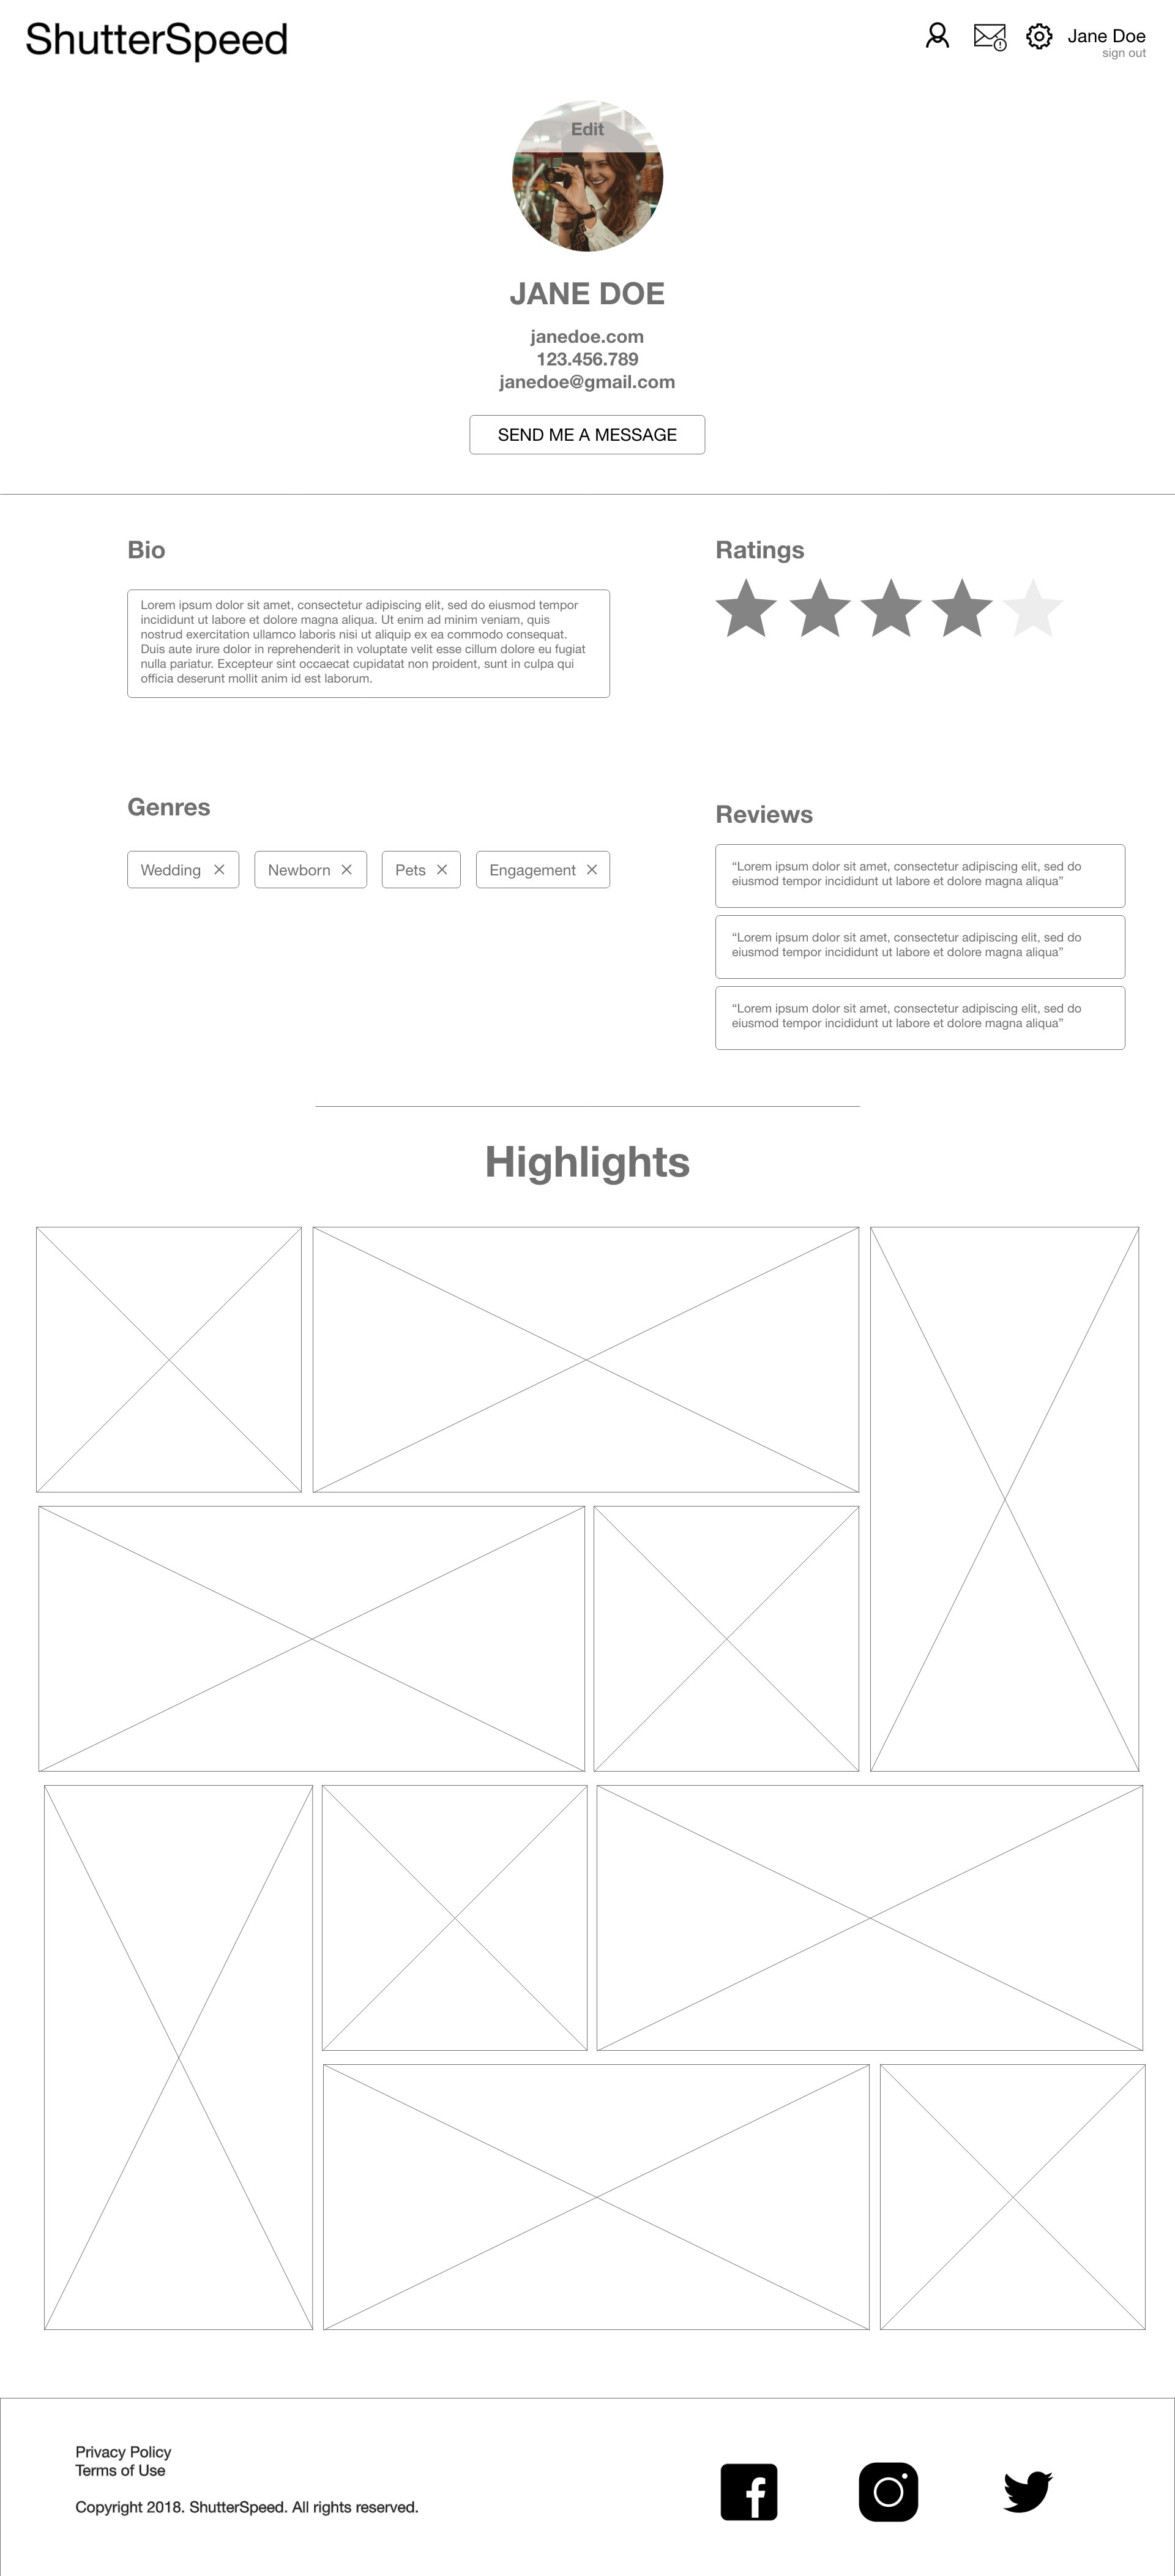 ShutterSpeed
Jane Doe
sign out
Edit
JANE DOE
janedoe.com
123.456.789
janedoe@gmail.com
SEND ME A MESSAGE
Bio
Lorem ipsum dolor sit amet, consectetur adipiscing elit, sed do eiusmod tempor
incididunt ut labore et dolore magna aliqua. Ut enim ad minim veniam, quis
nostrud exercitation ullamco laboris nisi ut aliquip ex ea commodo consequat.
Duis aute irure dolor in reprehenderit in voluptate velit esse cillum dolore eu fugiat
nulla pariatur. Excepteur sint occaecat cupidatat non proident, sunt in culpa qui
officia deserunt mollit anim id est laborum.
Ratings
Genres
Wedding
Newborn
Pets
Engagement
Reviews
“Lorem ipsum dolor sit amet, consectetur adipiscing elit, sed do
eiusmod tempor incididunt ut labore et dolore magna aliqua”
“Lorem ipsum dolor sit amet, consectetur adipiscing elit, sed do
eiusmod tempor incididunt ut labore et dolore magna aliqua”
“Lorem ipsum dolor sit amet, consectetur adipiscing elit, sed do
eiusmod tempor incididunt ut labore et dolore magna aliqua”
Highlights
Privacy Policy
Terms of Use
Copyright 2018. ShutterSpeed. All rights reserved.